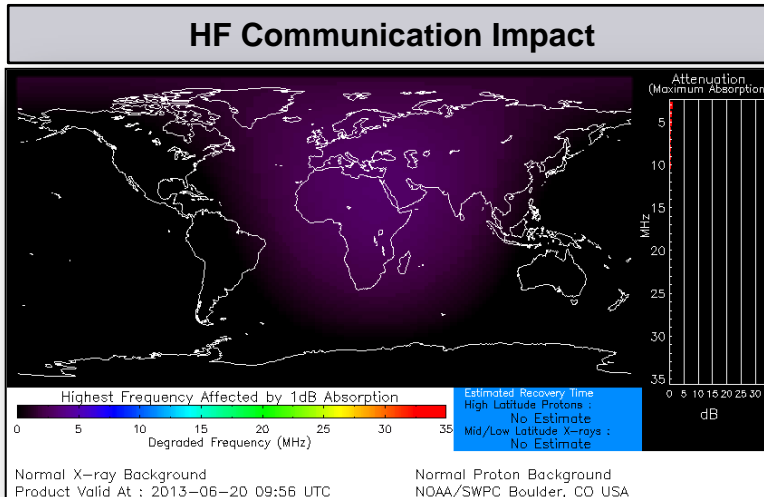 HF Communication Impact
Attenuation
(Maximum Absorption)
5
10
15
20
25
30
35
MHz
0 5 10 15 20 25 30
dB
Highest Frequency Affected by 1dB Absorption
0 5 10 15 20 25 30 35
Degraded Frequency (MHz)
Estimated Recovery Time
High Latitude Protons :
No Estimate
Mid/Low Latitude X-rays :
No Estimate
Normal X-ray Background
Product Valid At : 2013-06-20 09:56 UTC
Normal Proton Background
NOAA/SWPC Boulder, CO USA